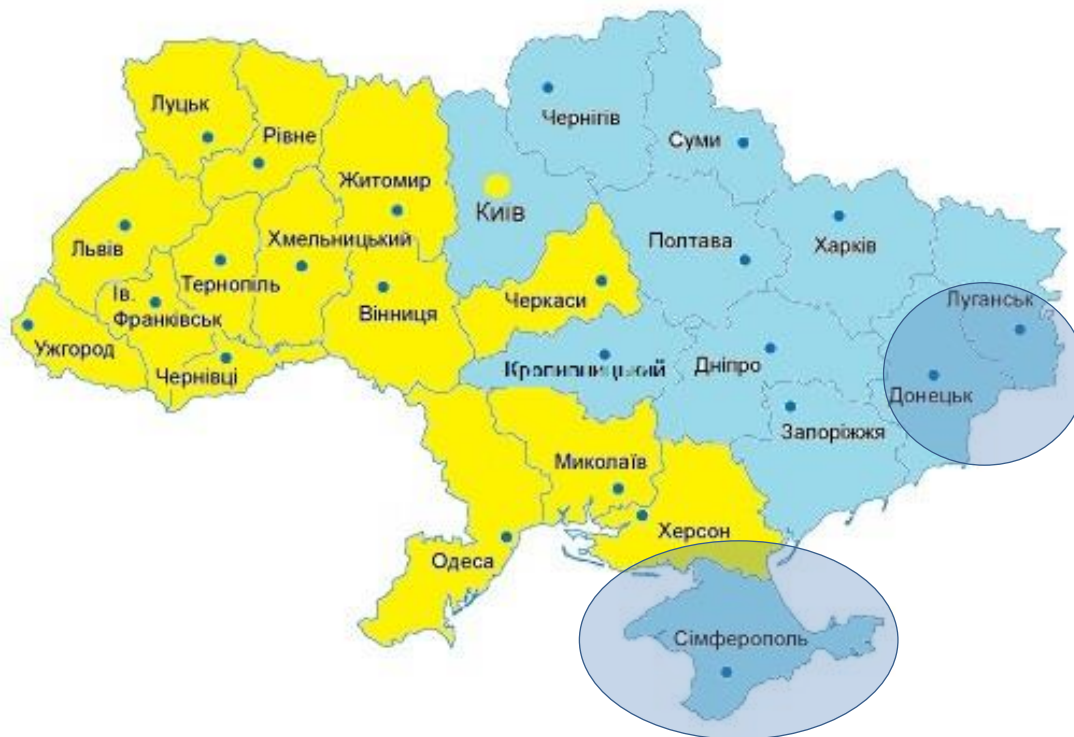 Луцьк
Рівне
Чернігів
Суми
Житомир
Київ
Львів
Хмельницький
Тернопіль
Полтава
Харків
Ів.
Франківськ
Вінниця
Черкаси
Луганськ
Ужгород
Чернівці
Кропивницький
Дніпро
Донецьк
Запоріжжя
Миколаїв
Херсон
Одеса
Сімферополь